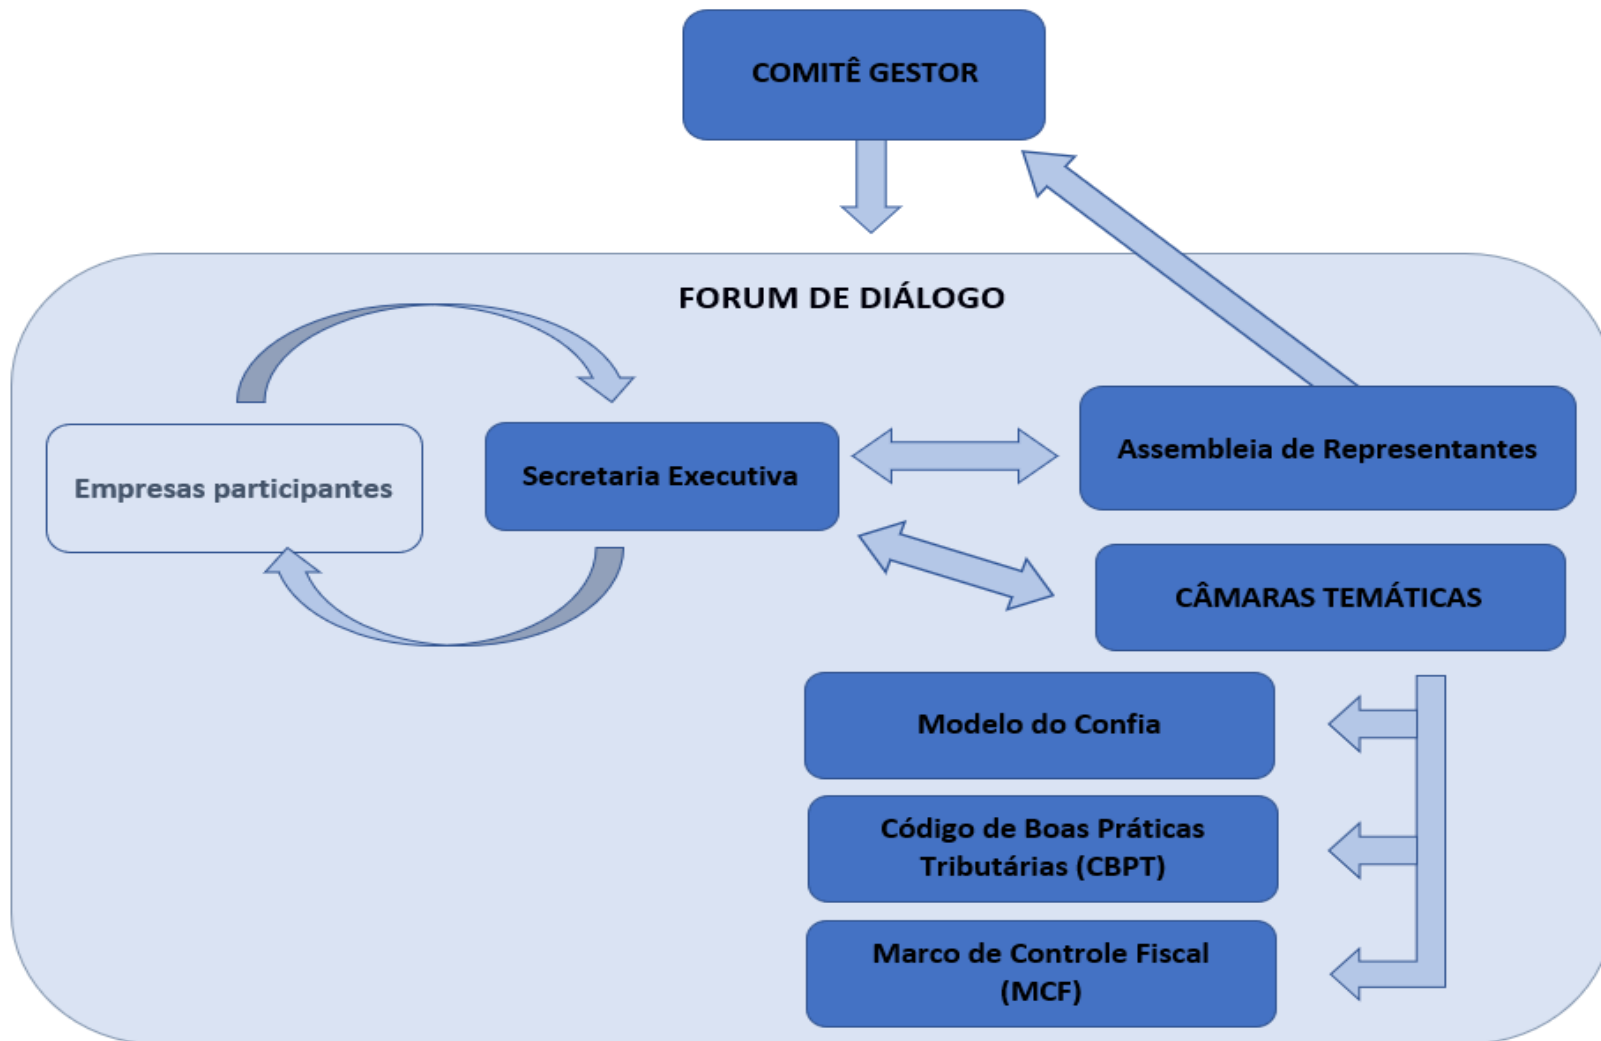 COMITÊ GESTOR
FORUM DE DIÁLOGO
Empresas participantes
Secretaria Executiva
Assembleia de Representantes
CÂMARAS TEMÁTICAS
Modelo do Confia
Código de Boas Práticas
Tributárias (CBPT)
Marco de Controle Fiscal
(MCF)